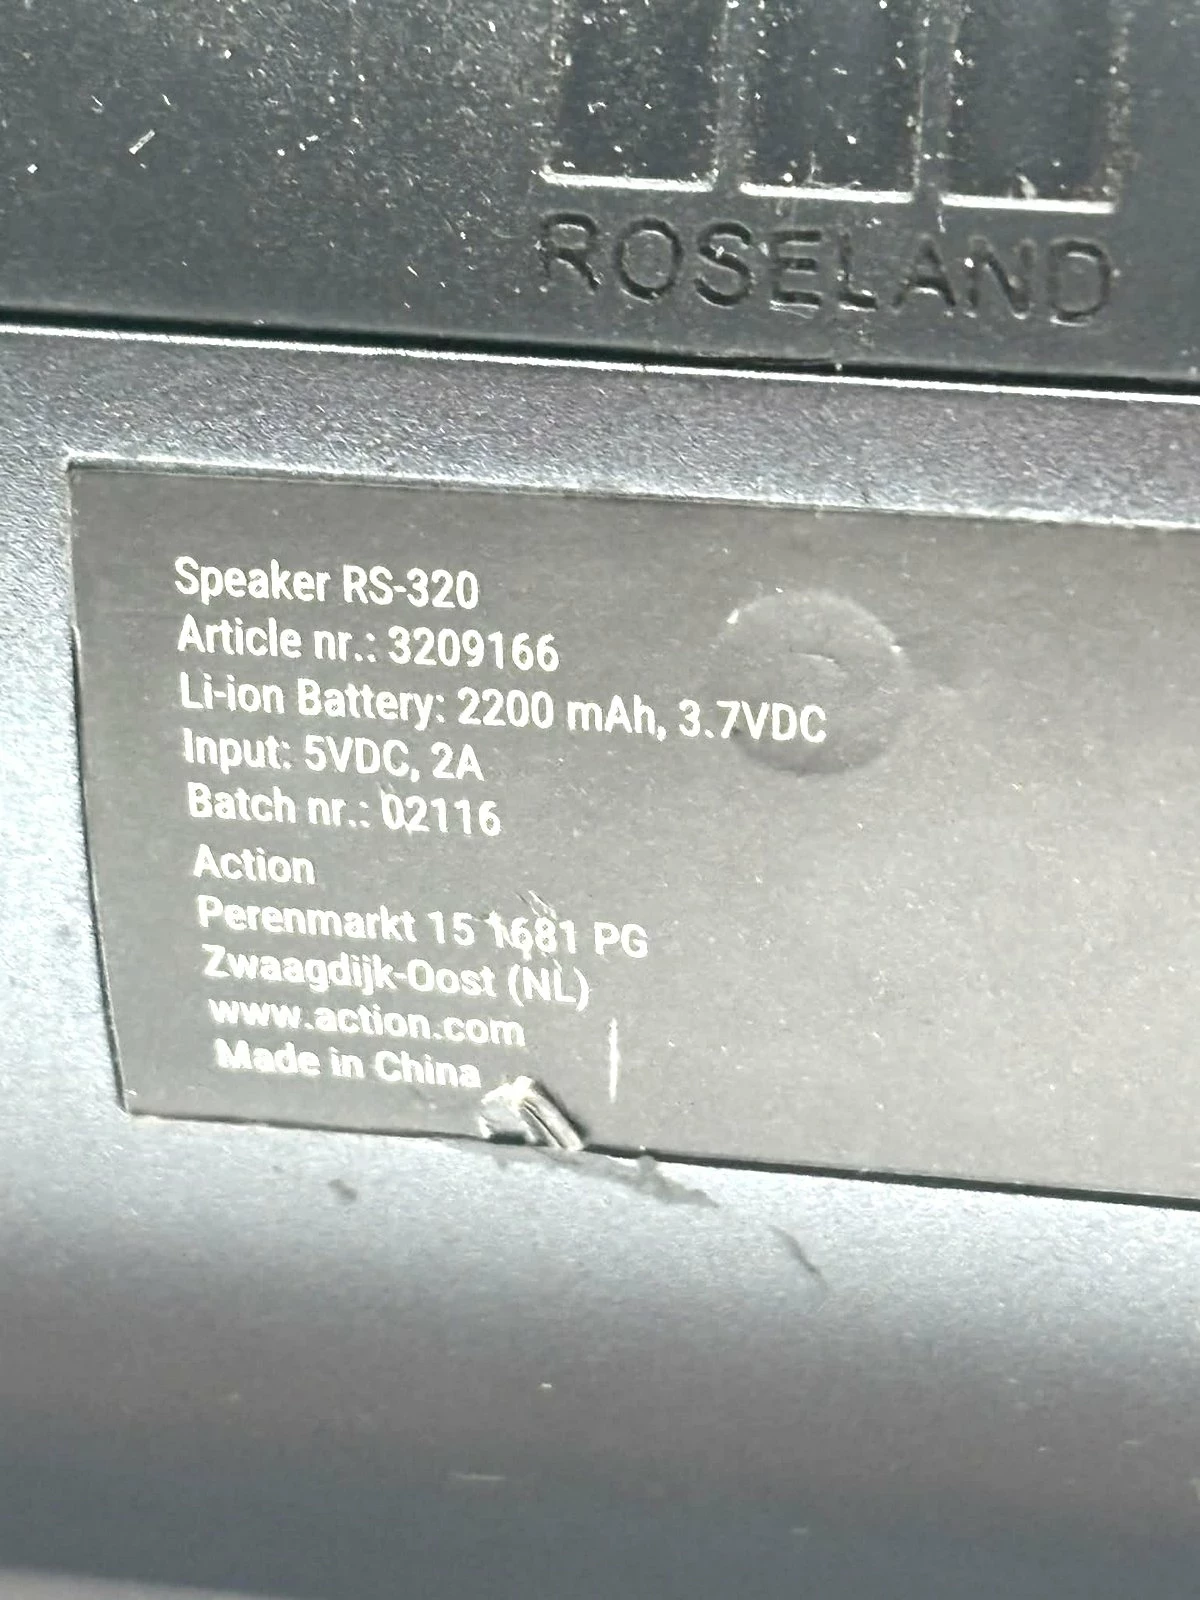 ROSELAND
Speaker RS-320
Article nr.: 3209166
Li-ion Battery: 2200 mAh, 3.7VDC
Input: 5VDC, 2A
Batch nr.: 02116
Action
Perenmarkt 15 1681 PG
Zwaagdijk-Oost (NL)
www.action.com
Made in China